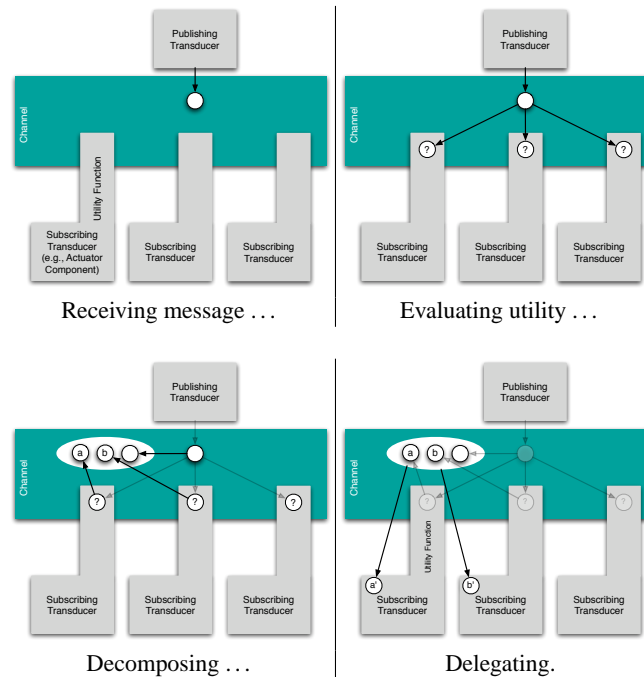 Publishing
Transducer
Channel
Utility Function
Subscribing
Transducer
(e.g., Actuator
Component)
Subscribing
Transducer
Subscribing
Transducer
Receiving message . . .
Publishing
Transducer
Channel
?
?
?
Subscribing
Transducer
Subscribing
Transducer
Subscribing
Transducer
Evaluating utility . . .
Publishing
Transducer
Channel
a
b
?
?
?
Subscribing
Transducer
Subscribing
Transducer
Subscribing
Transducer
Decomposing . . .
Publishing
Transducer
Channel
a
b
?
?
?
Utility Function
a'
b'
Subscribing
Transducer
Subscribing
Transducer
Subscribing
Transducer
Delegating.